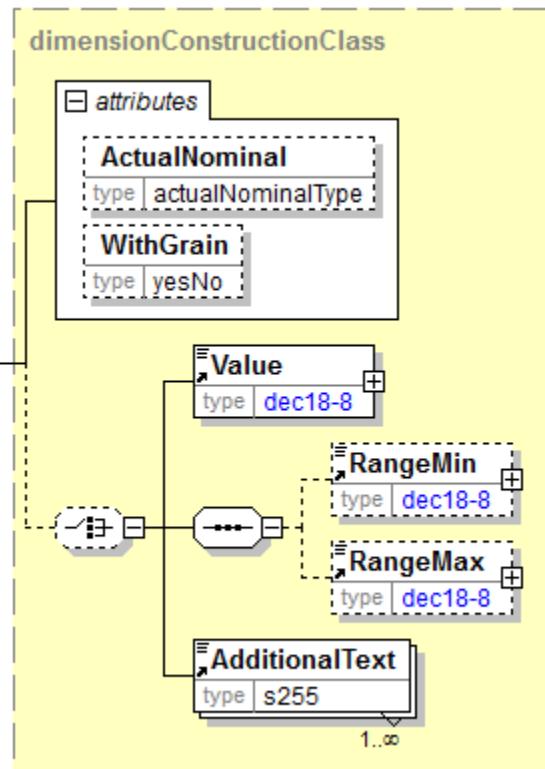 dimensionConstructionClass
attributes
ActualNominal
type actualNominalType
WithGrain
type yesNo
Value
type dec18-8
RangeMin
type dec18-8
RangeMax
type dec18-8
AdditionalText
type s255
1..∞